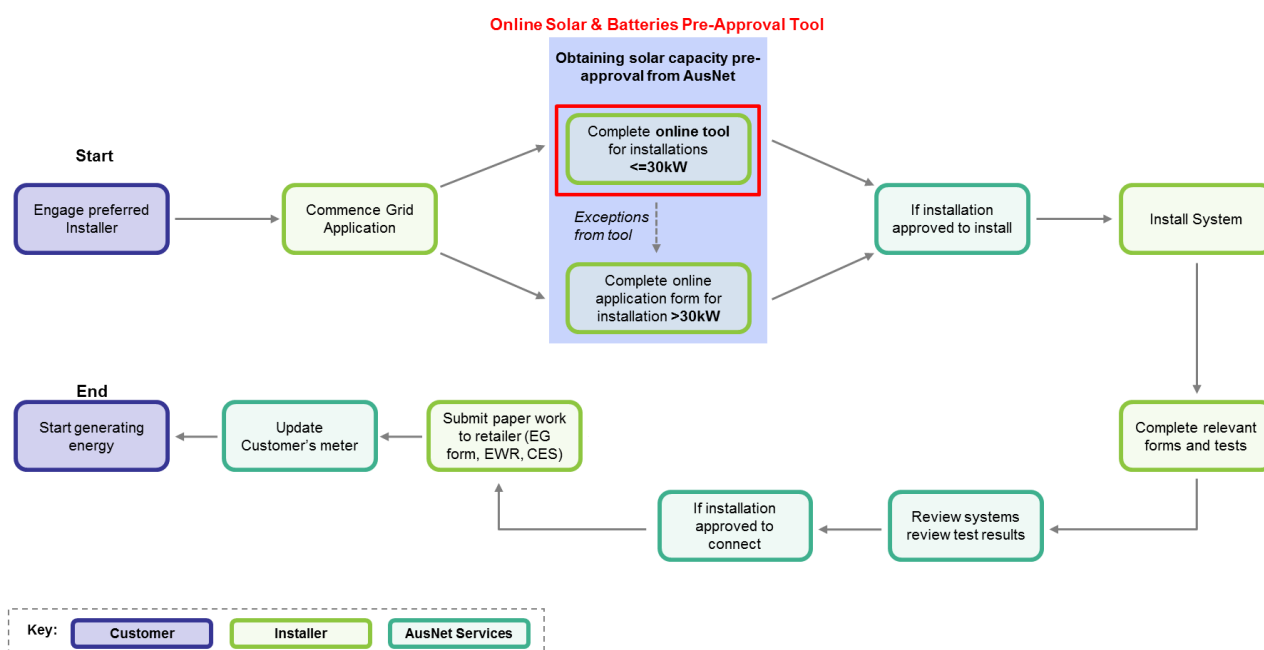 Online Solar & Batteries Pre-Approval Tool
Obtaining solar capacity pre-
approval from AusNet
Start
Engage preferred
Installer
Commence Grid
Application
Complete online tool
for installations
<=30kW
Exceptions
from tool
Complete online
application form for
installation >30kW
If installation
approved to install
Install System
Complete relevant
forms and tests
Review systems
review test results
If installation
approved to
connect
Submit paper work
to retailer (EG
form, EWR, CES)
Update
Customer's meter
End
Start generating
energy
Key:
Customer
Installer
AusNet Services